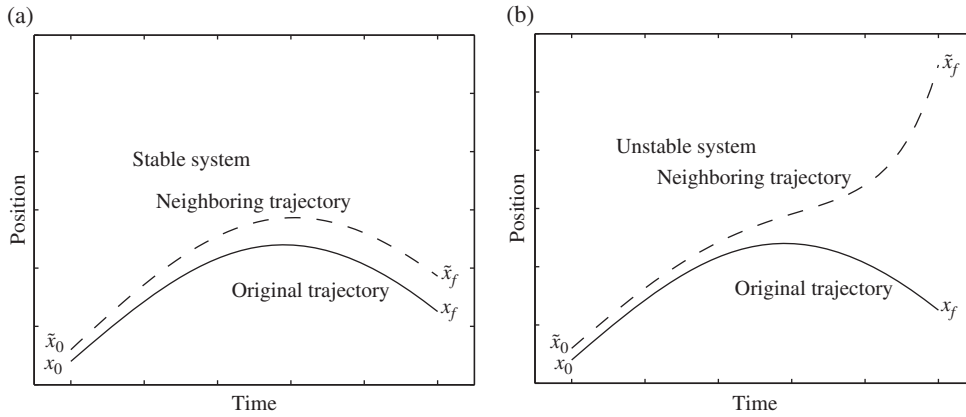 (a)
Stable system
Neighboring trajectory
Original trajectory
x̃₀
x₀
x̃f
xf
Position
Time
(b)
Unstable system
Neighboring trajectory
Original trajectory
x̃₀
x₀
x̃f
xf
Position
Time